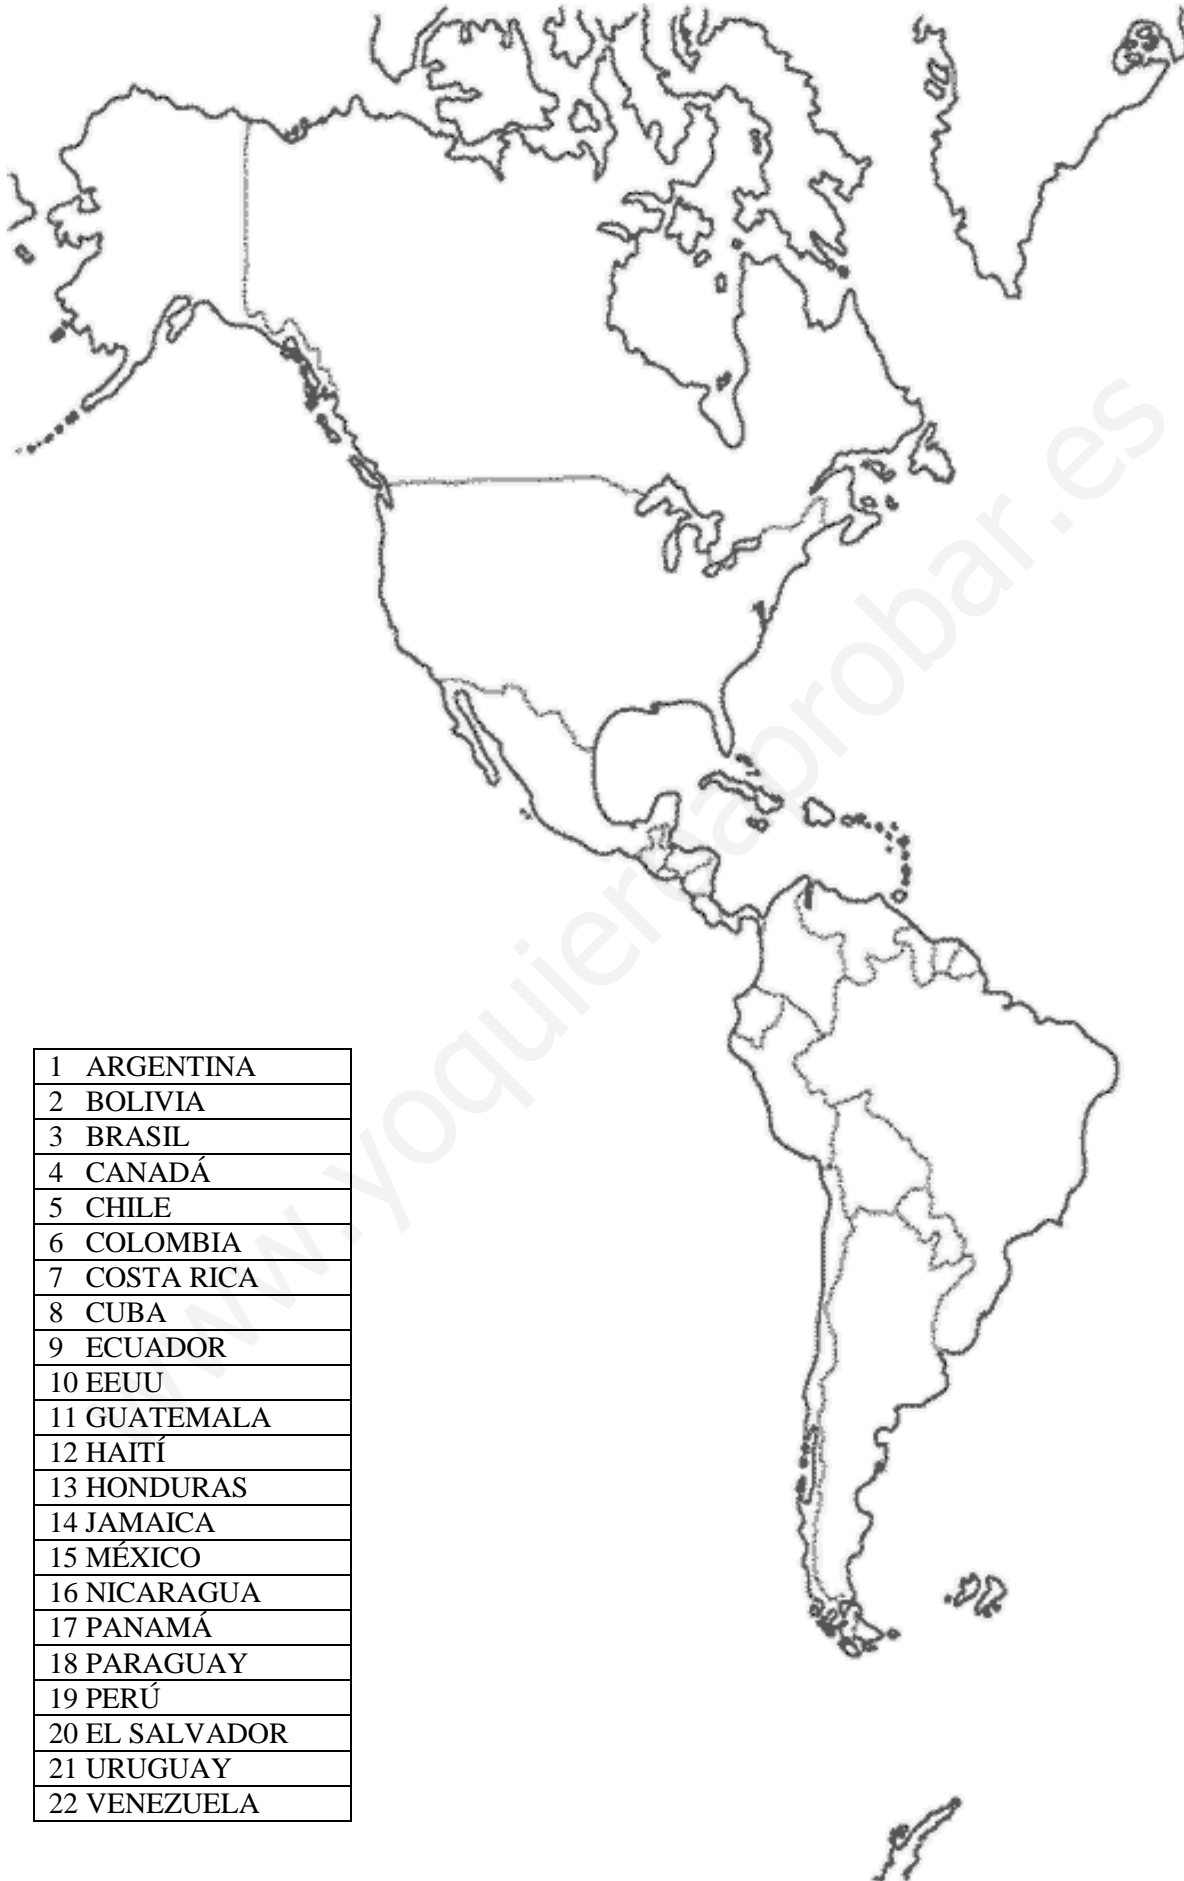 www.yoquieroaprobar.es
1 ARGENTINA
2 BOLIVIA
3 BRASIL
4 CANADÁ
5 CHILE
6 COLOMBIA
7 COSTA RICA
8 CUBA
9 ECUADOR
10 EEUU
11 GUATEMALA
12 HAITÍ
13 HONDURAS
14 JAMAICA
15 MÉXICO
16 NICARAGUA
17 PANAMÁ
18 PARAGUAY
19 PERÚ
20 EL SALVADOR
21 URUGUAY
22 VENEZUELA